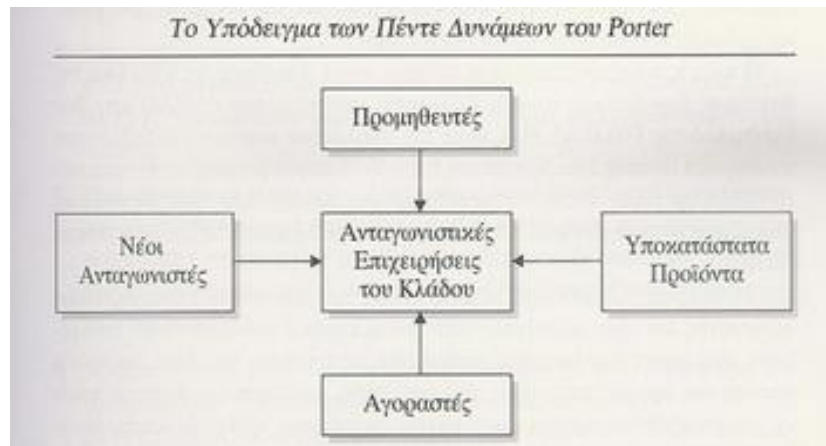 Το Υπόδειγμα των Πέντε Δυνάμεων του Porter
Προμηθευτές
Νέοι
Ανταγωνιστές
Ανταγωνιστικές
Επιχειρήσεις
του Κλάδου
Υποκατάστατα
Προϊόντα
Αγοραστές